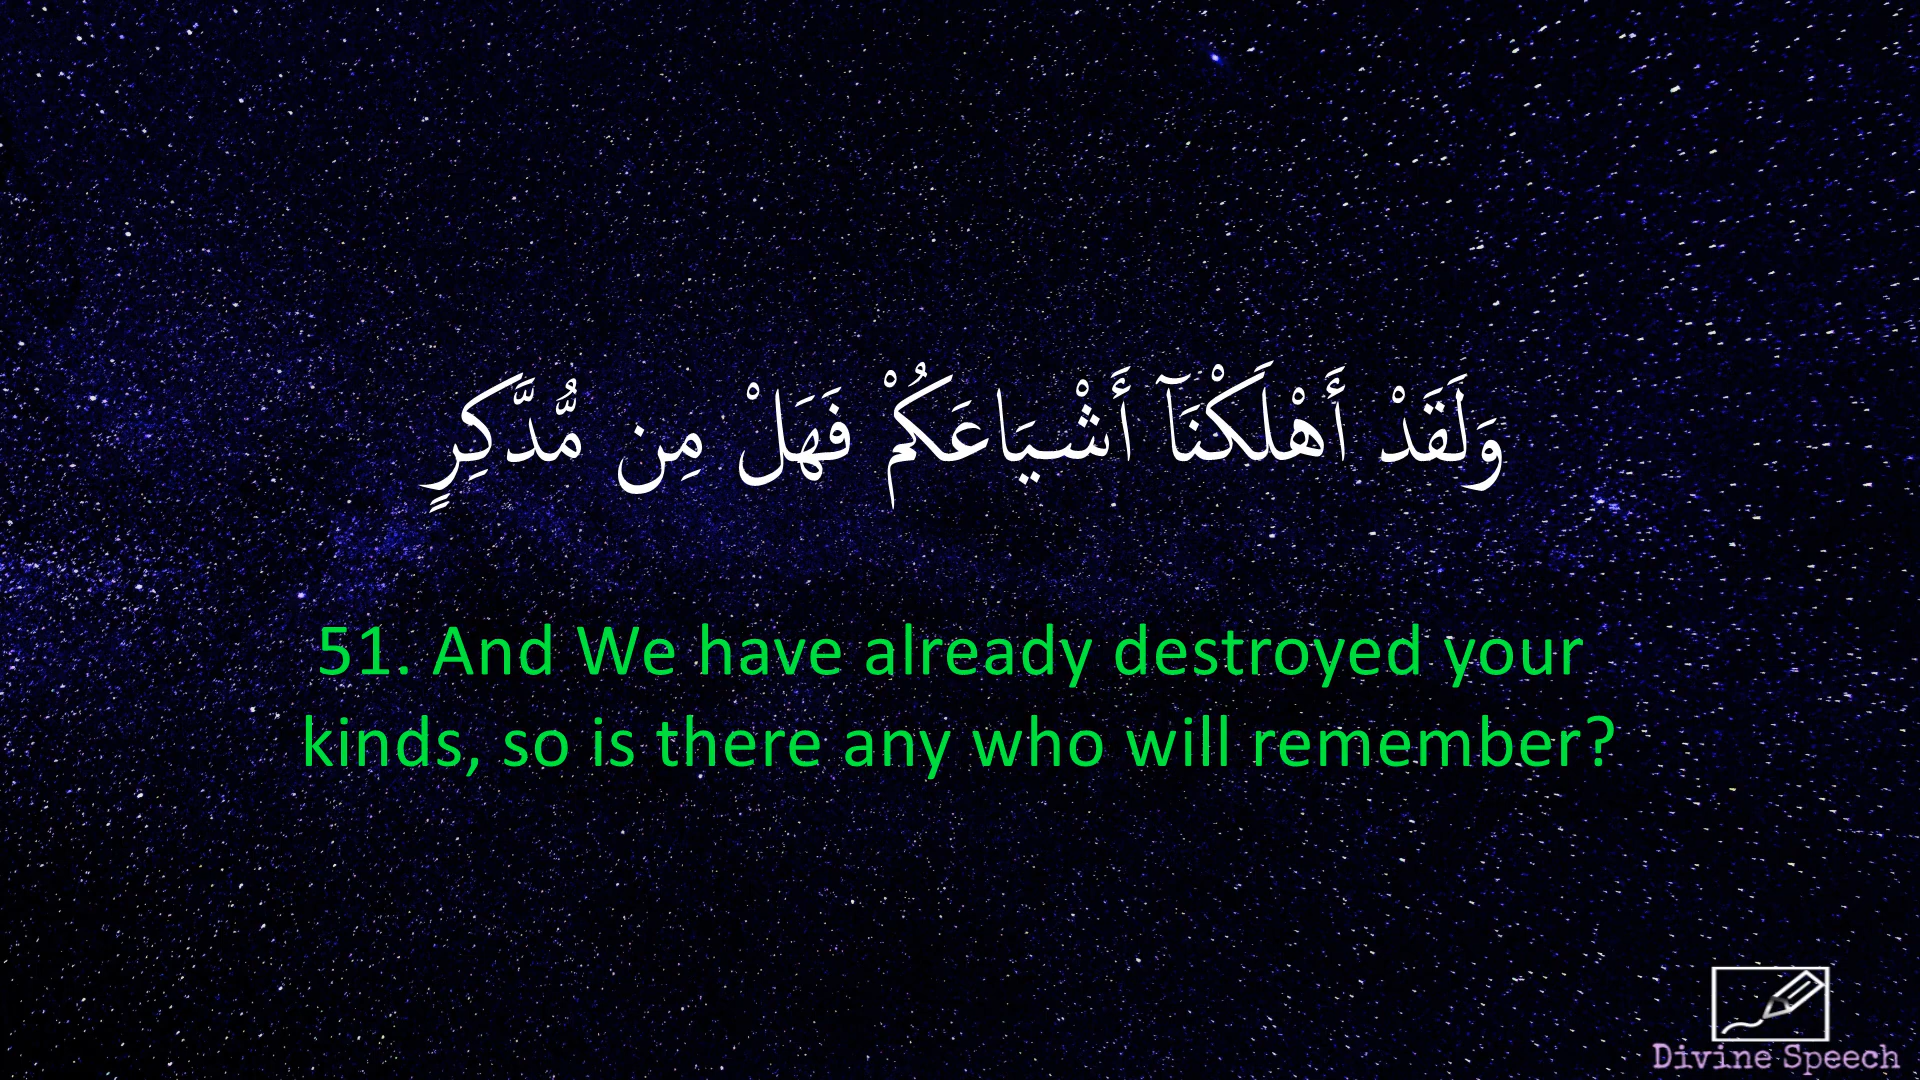 وَلَقَدْ أَهْلَكْنَآ أَشْيَاعَكُمْ فَهَلْ مِن مُّدَّكِرٍ
51. And We have already destroyed your
kinds, so is there any who will remember?
Divine Speech